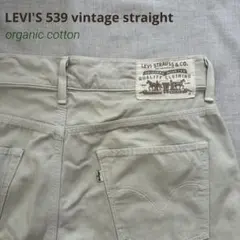 LEVI'S 539 vintage straight
organic cotton
LEVI STRAUSS & CO.
QUALITY CLOTHING